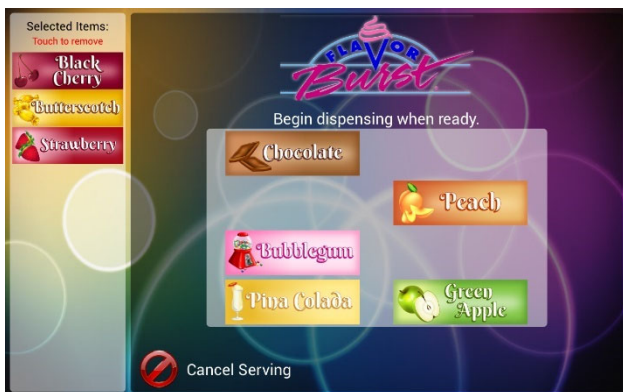 Selected Items:
Touch to remove
Black
Cherry
Butterscotch
Strawberry
FLAVOR
Burst
Begin dispensing when ready.
Chocolate
Peach
Bubblegum
Pina Colada
Green
Apple
Cancel Serving